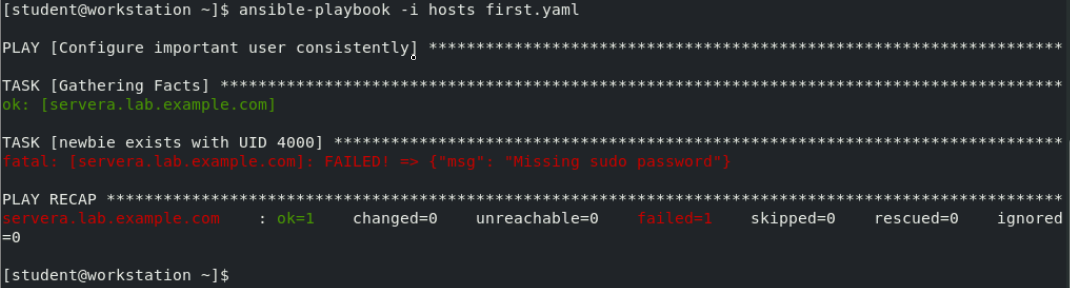 [student@workstation ~]$ ansible-playbook -i hosts first.yaml
PLAY [Configure important user consistently] *******************************************************************
TASK [Gathering Facts] *****************************************************************************************
ok: [servera.lab.example.com]
TASK [newbie exists with UID 4000] *****************************************************************************
fatal: [servera.lab.example.com]: FAILED! => {"msg": "Missing sudo password"}
PLAY RECAP *****************************************************************************************************
servera.lab.example.com    : ok=1    changed=0    unreachable=0    failed=1    skipped=0    rescued=0    ignored
=0
[student@workstation ~]$